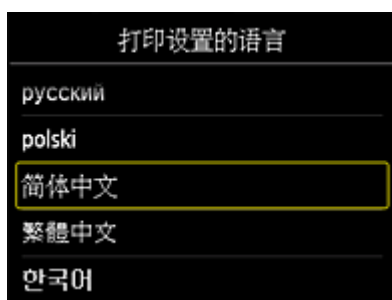 打印设置的语言
русский
polski
简体中文
繁體中文
한국어